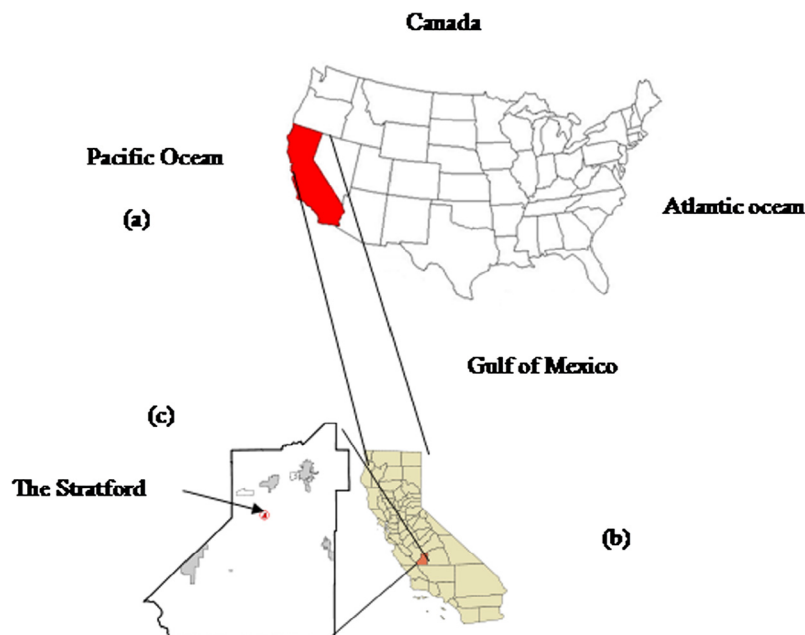 Canada
Pacific Ocean
Atlantic ocean
(a)
Gulf of Mexico
(c)
The Stratford
(b)